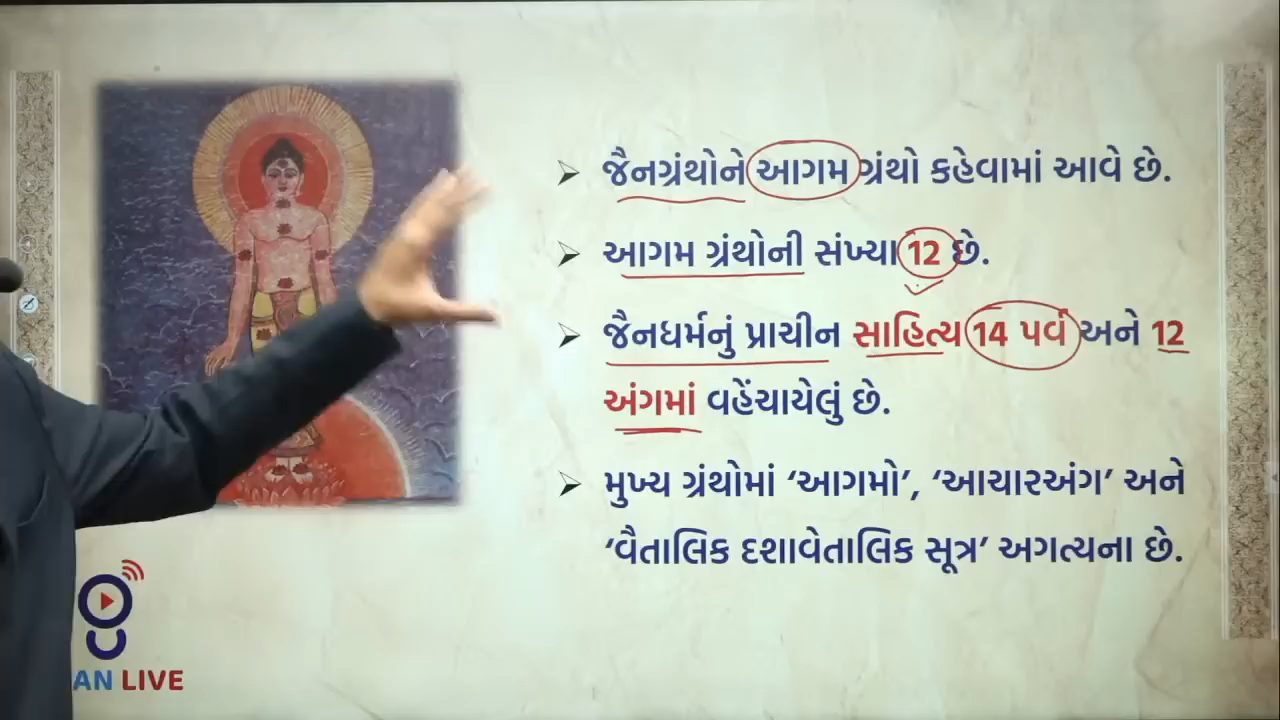 જૈનગ્રંથોને આગમ ગ્રંથો કહેવામાં આવે છે.
આગમ ગ્રંથોની સંખ્યા 12 છે.
જૈનધર્મનું પ્રાચીન સાહિત્ય 14 પર્વ અને 12
અંગમાં વહેંચાયેલું છે.
મુખ્ય ગ્રંથોમાં ‘આગમો’, ‘આચારઅંગ’ અને
‘વૈતાલિક દશાવેતાલિક સૂત્ર’ અગત્યના છે.
AN LIVE